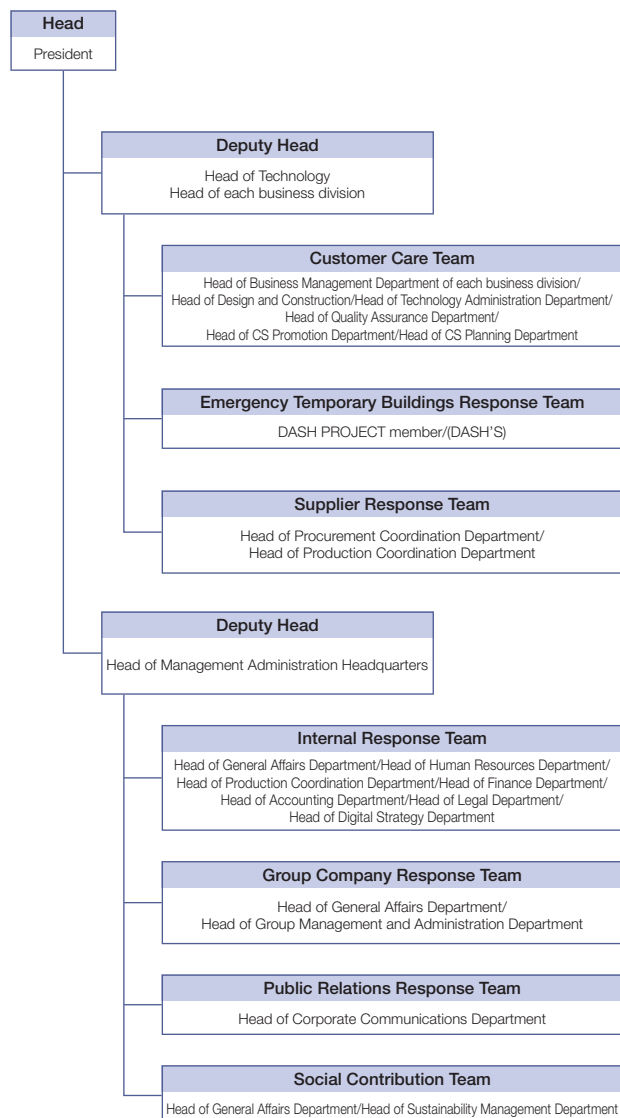 Head
President
Deputy Head
Head of Technology
Head of each business division
Customer Care Team
Head of Business Management Department of each business division/
Head of Design and Construction/Head of Technology Administration Department/
Head of Quality Assurance Department/
Head of CS Promotion Department/Head of CS Planning Department
Emergency Temporary Buildings Response Team
DASH PROJECT member/(DASH'S)
Supplier Response Team
Head of Procurement Coordination Department/
Head of Production Coordination Department
Deputy Head
Head of Management Administration Headquarters
Internal Response Team
Head of General Affairs Department/Head of Human Resources Department/
Head of Production Coordination Department/Head of Finance Department/
Head of Accounting Department/Head of Legal Department/
Head of Digital Strategy Department
Group Company Response Team
Head of General Affairs Department/
Head of Group Management and Administration Department
Public Relations Response Team
Head of Corporate Communications Department
Social Contribution Team
Head of General Affairs Department/Head of Sustainability Management Department